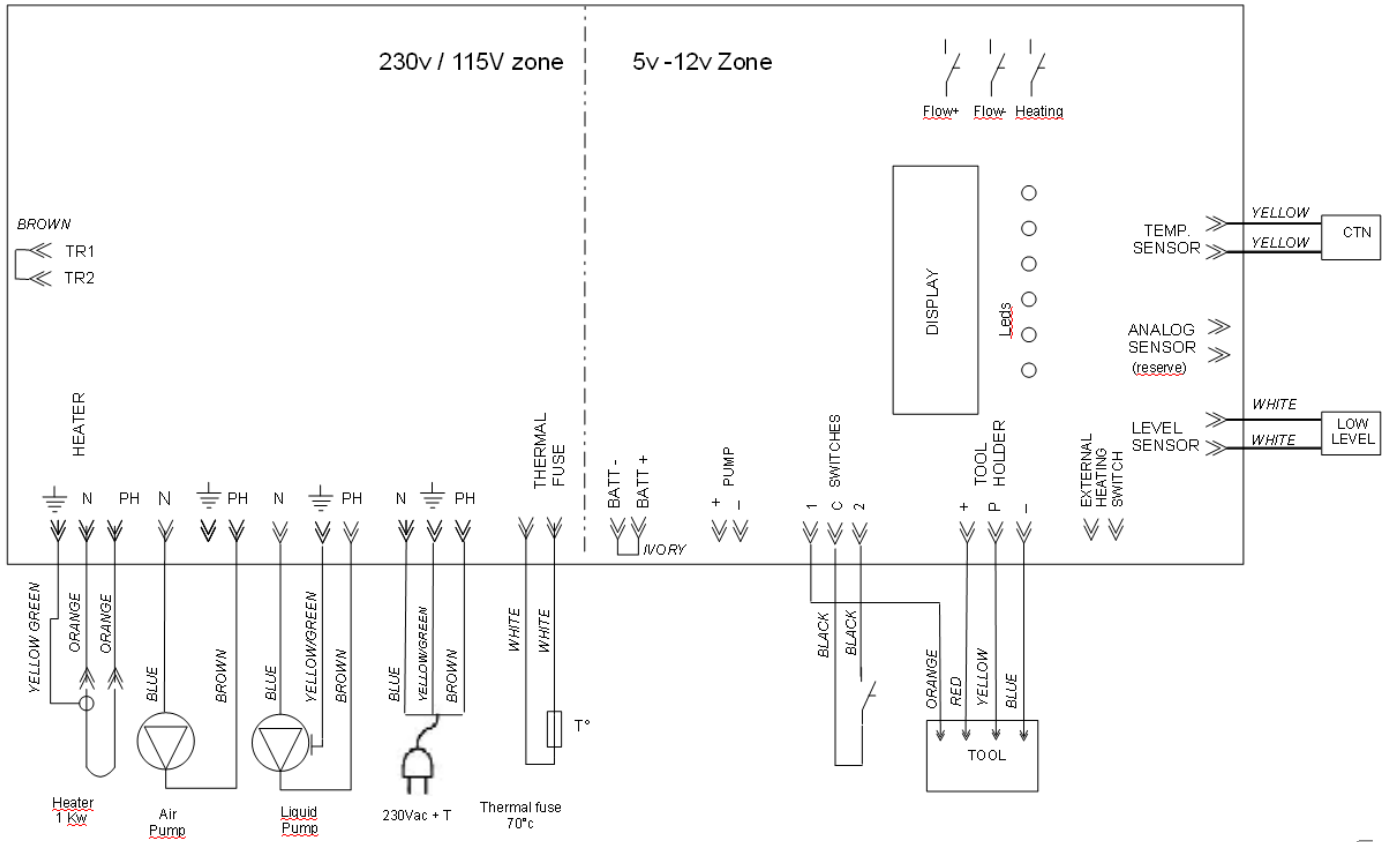 230v / 115V zone
5v -12v Zone
Flow+
Flow-
Heating
BROWN
TR1
TR2
DISPLAY
Leds
TEMP.
SENSOR
YELLOW
YELLOW
CTN
ANALOG
SENSOR
(reserve)
LEVEL
SENSOR
WHITE
WHITE
LOW
LEVEL
HEATER
N
PH
N
PH
N
PH
N
PH
THERMAL
FUSE
BATT -
BATT +
IVORY
+
PUMP
–
1
C
SWITCHES
2
+
P
TOOL
HOLDER
–
EXTERNAL
HEATING
SWITCH
YELLOW GREEN
ORANGE
ORANGE
BLUE
BROWN
BLUE
YELLOW/GREEN
BROWN
BLUE
YELLOW/GREEN
BROWN
WHITE
WHITE
T°
BLACK
BLACK
ORANGE
RED
YELLOW
BLUE
TOOL
Heater
1 Kw
Air
Pump
Liquid
Pump
230Vac + T
Thermal fuse
70°c